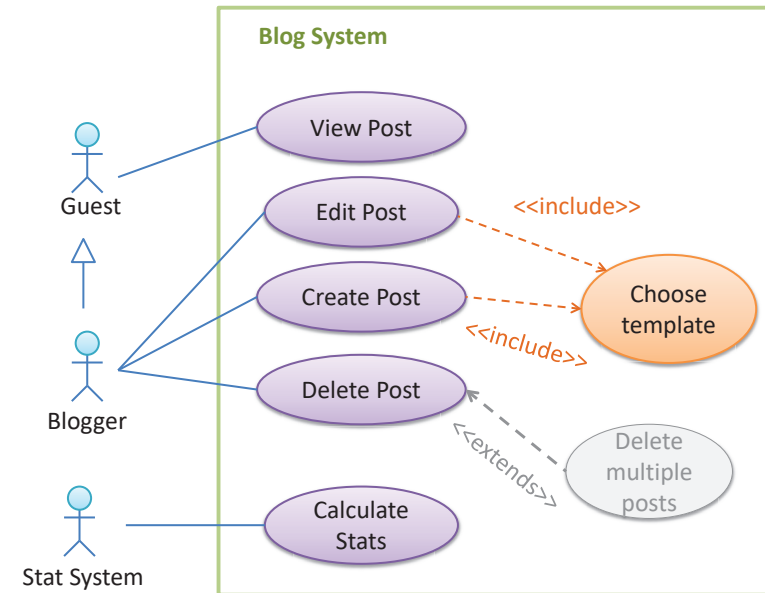 Blog System
View Post
Guest
Edit Post
<<include>>
Create Post
Choose
template
<<include>>
Blogger
Delete Post
<<extends>>
Delete
multiple
posts
Calculate
Stats
Stat System